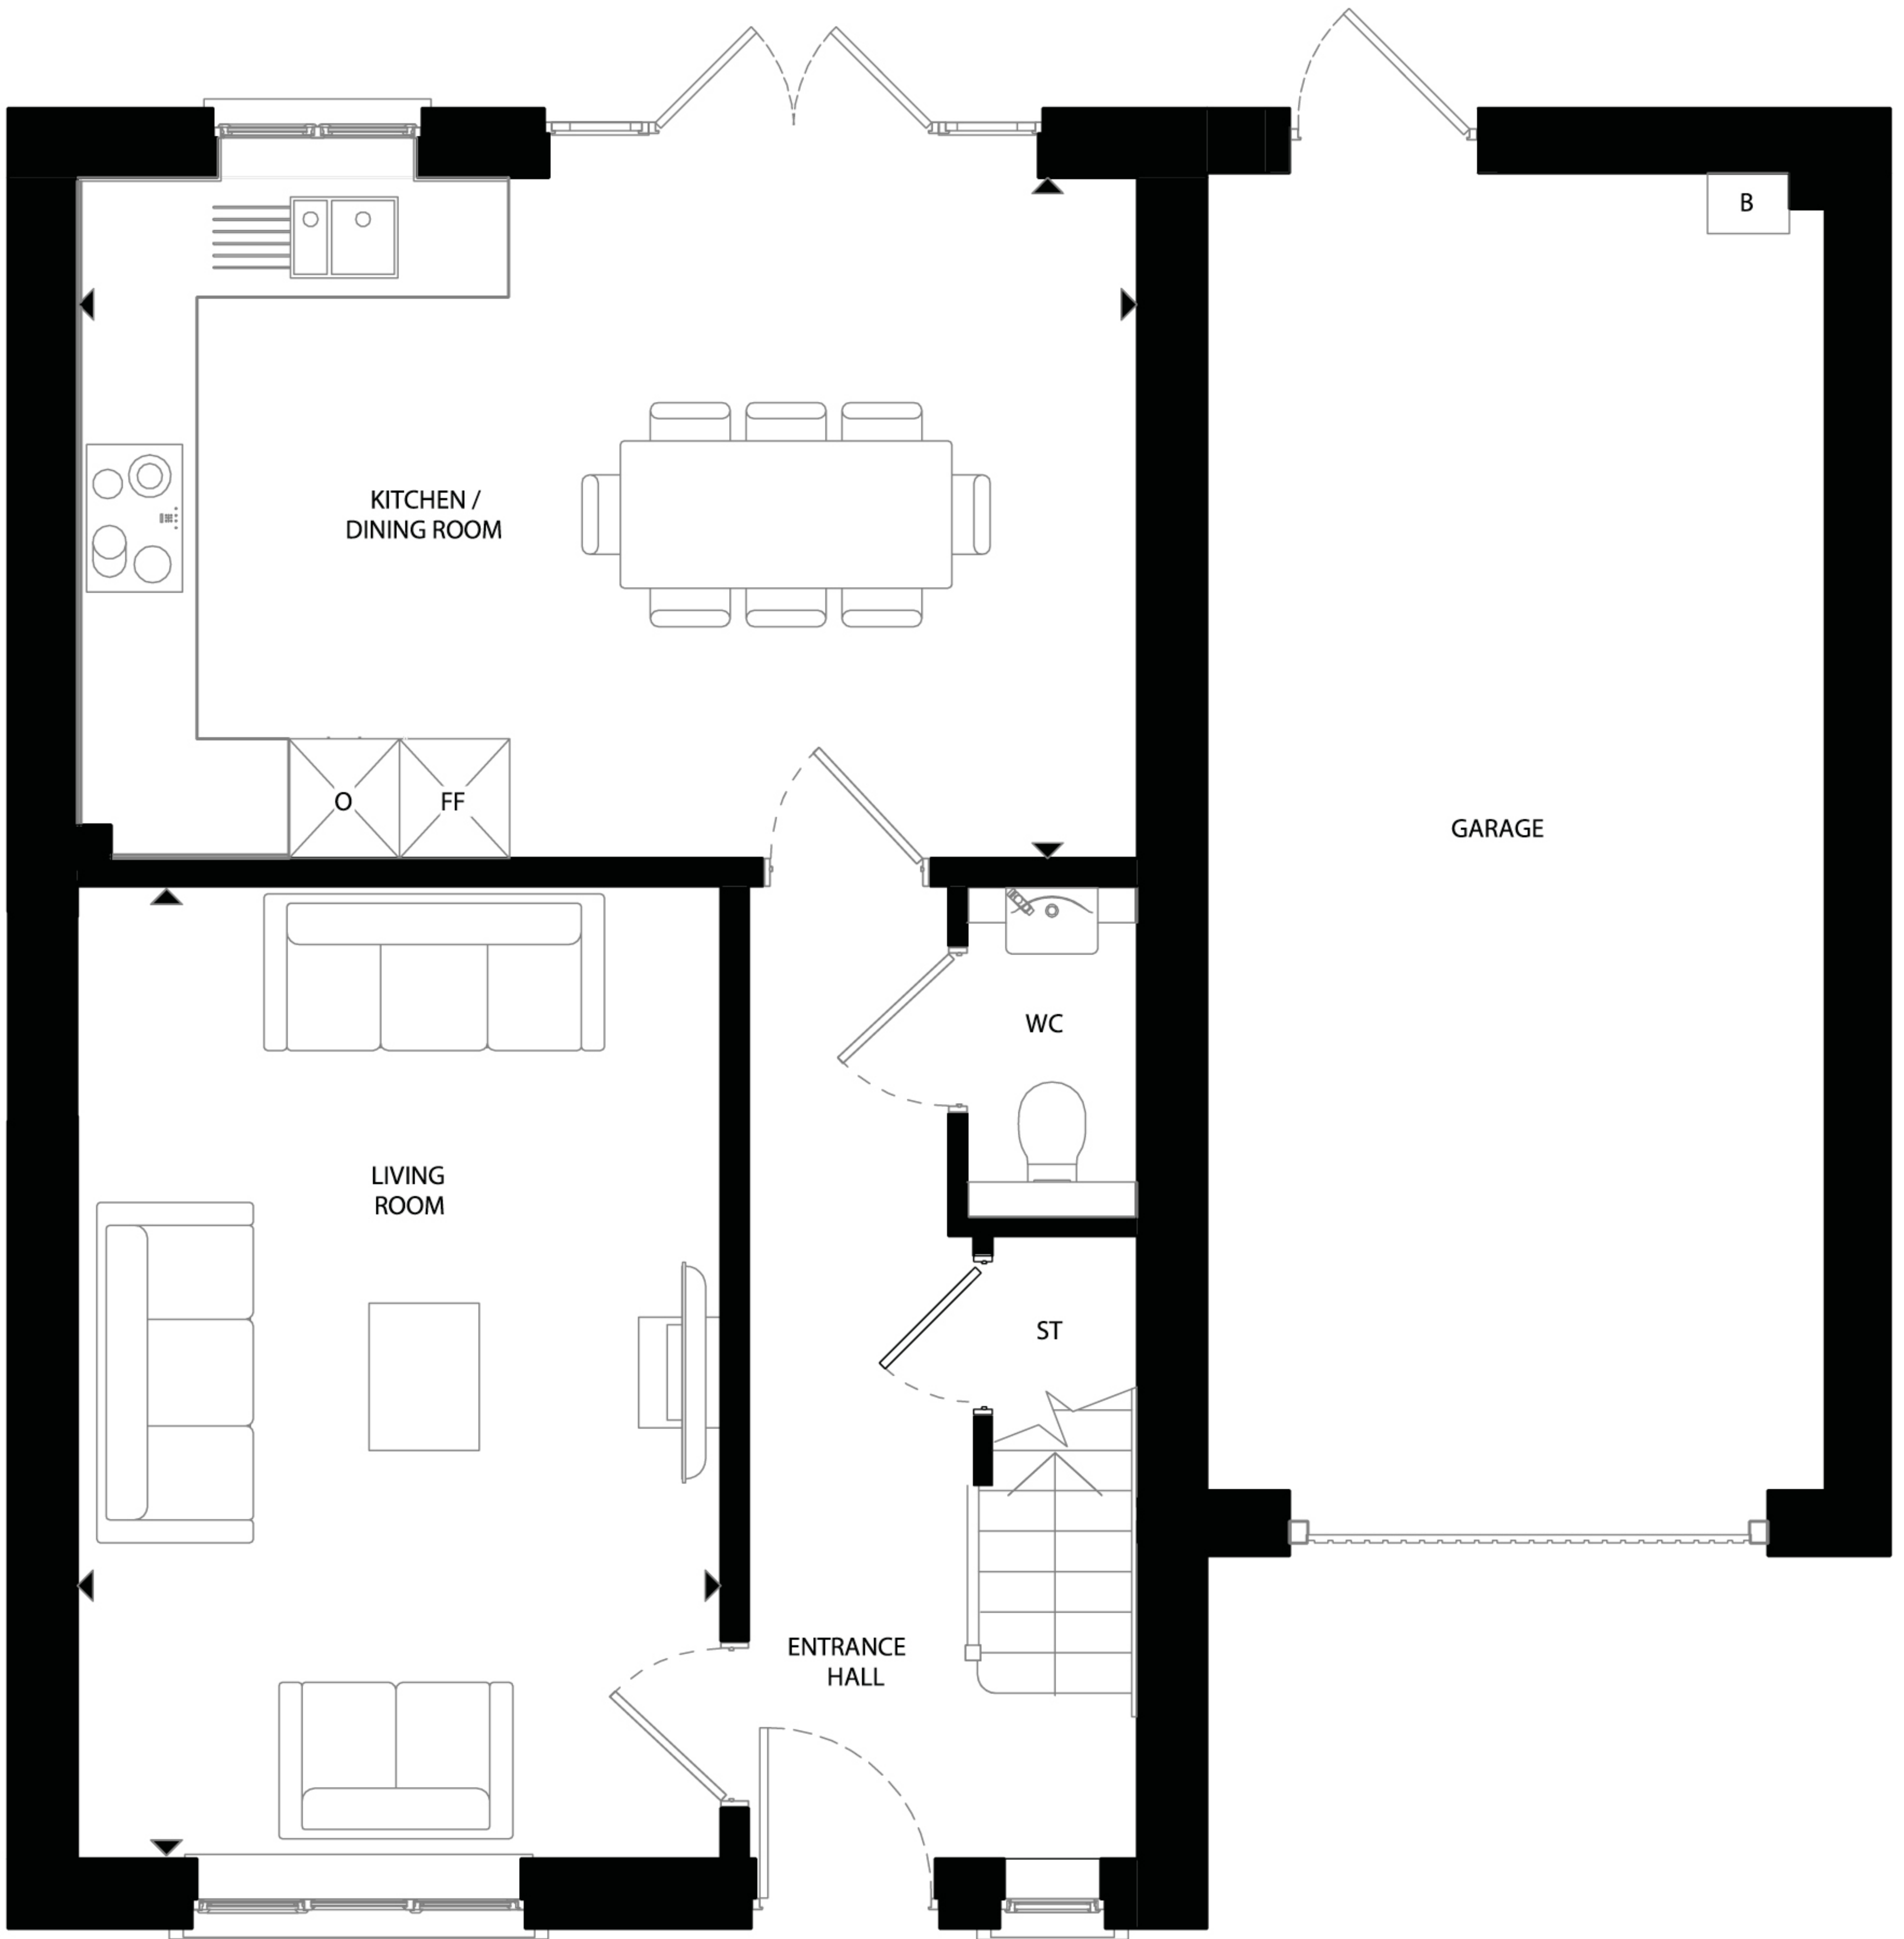 B
KITCHEN /
DINING ROOM
O
FF
GARAGE
WC
LIVING
ROOM
ST
ENTRANCE
HALL